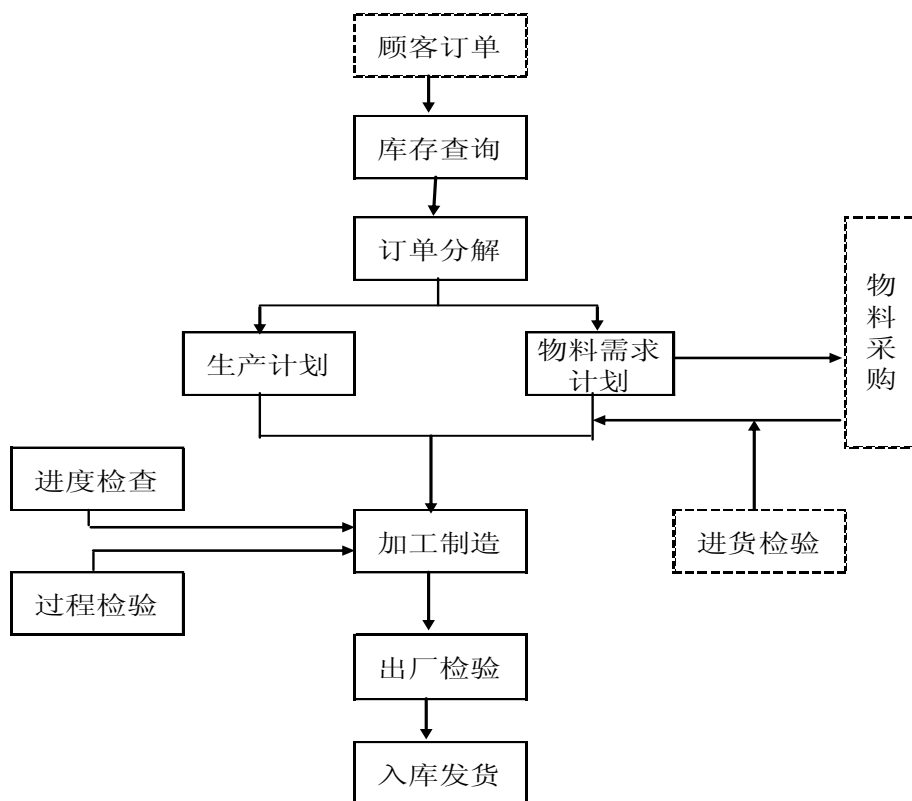 顾客订单
库存查询
订单分解
生产计划
物料需求
计划
物
料
采
购
进度检查
加工制造
进货检验
过程检验
出厂检验
入库发货